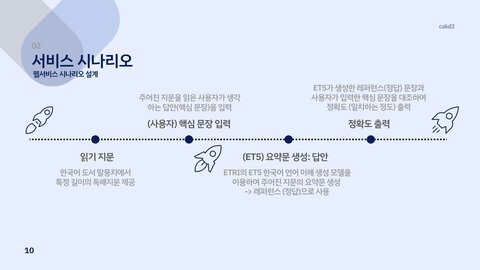 cakd3
02
서비스 시나리오
웹서비스 시나리오 설계
주어진 지문을 읽은 사용자가 생각
하는 답안(핵심 문장)을 입력
(사용자) 핵심 문장 입력
ET5가 생성한 레퍼런스(정답) 문장과
사용자가 입력한 핵심 문장을 대조하여
정확도 (일치하는 정도) 출력
정확도 출력
읽기 지문
한국어 도서 말뭉치에서
특정 길이의 독해지문 제공
(ET5) 요약문 생성: 답안
ETRI의 ET5 한국어 언어 이해 생성 모델을
이용하여 주어진 지문의 요약문 생성
-> 레퍼런스 (정답)으로 사용
10